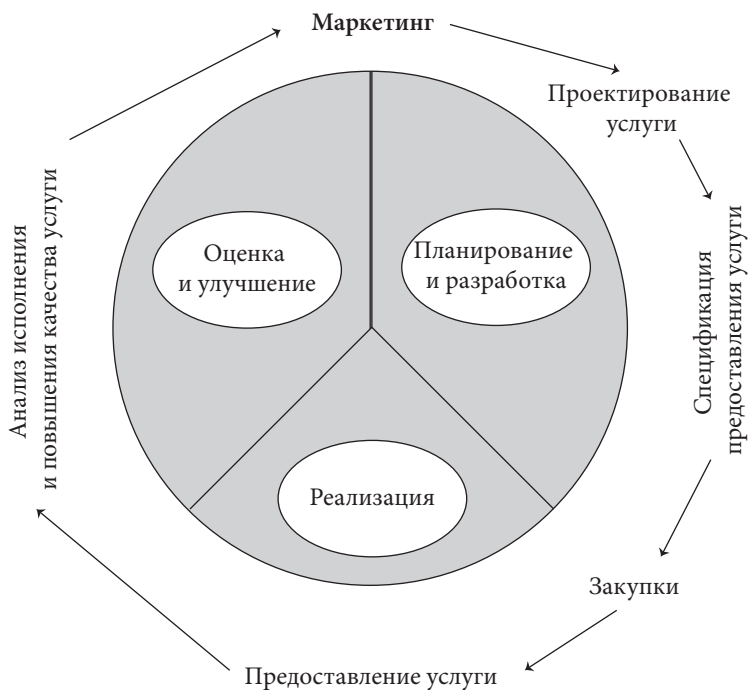 Маркетинг
Проектирование
услуги
Спецификация
предоставления услуги
Закупки
Предоставление услуги
Анализ исполнения
и повышения качества услуги
Оценка
и улучшение
Планирование
и разработка
Реализация